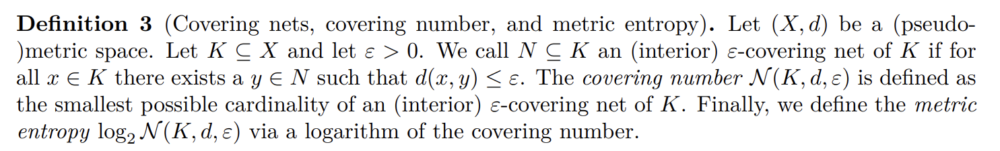 Definition 3 (Covering nets, covering number, and metric entropy). Let (X, d) be a (pseudo-
)metric space. Let K ⊆ X and let ε > 0. We call N ⊆ K an (interior) ε-covering net of K if for
all x ∈ K there exists a y ∈ N such that d(x, y) ≤ ε. The covering number 𝒩(K, d, ε) is defined as
the smallest possible cardinality of an (interior) ε-covering net of K. Finally, we define the metric
entropy log₂ 𝒩(K, d, ε) via a logarithm of the covering number.